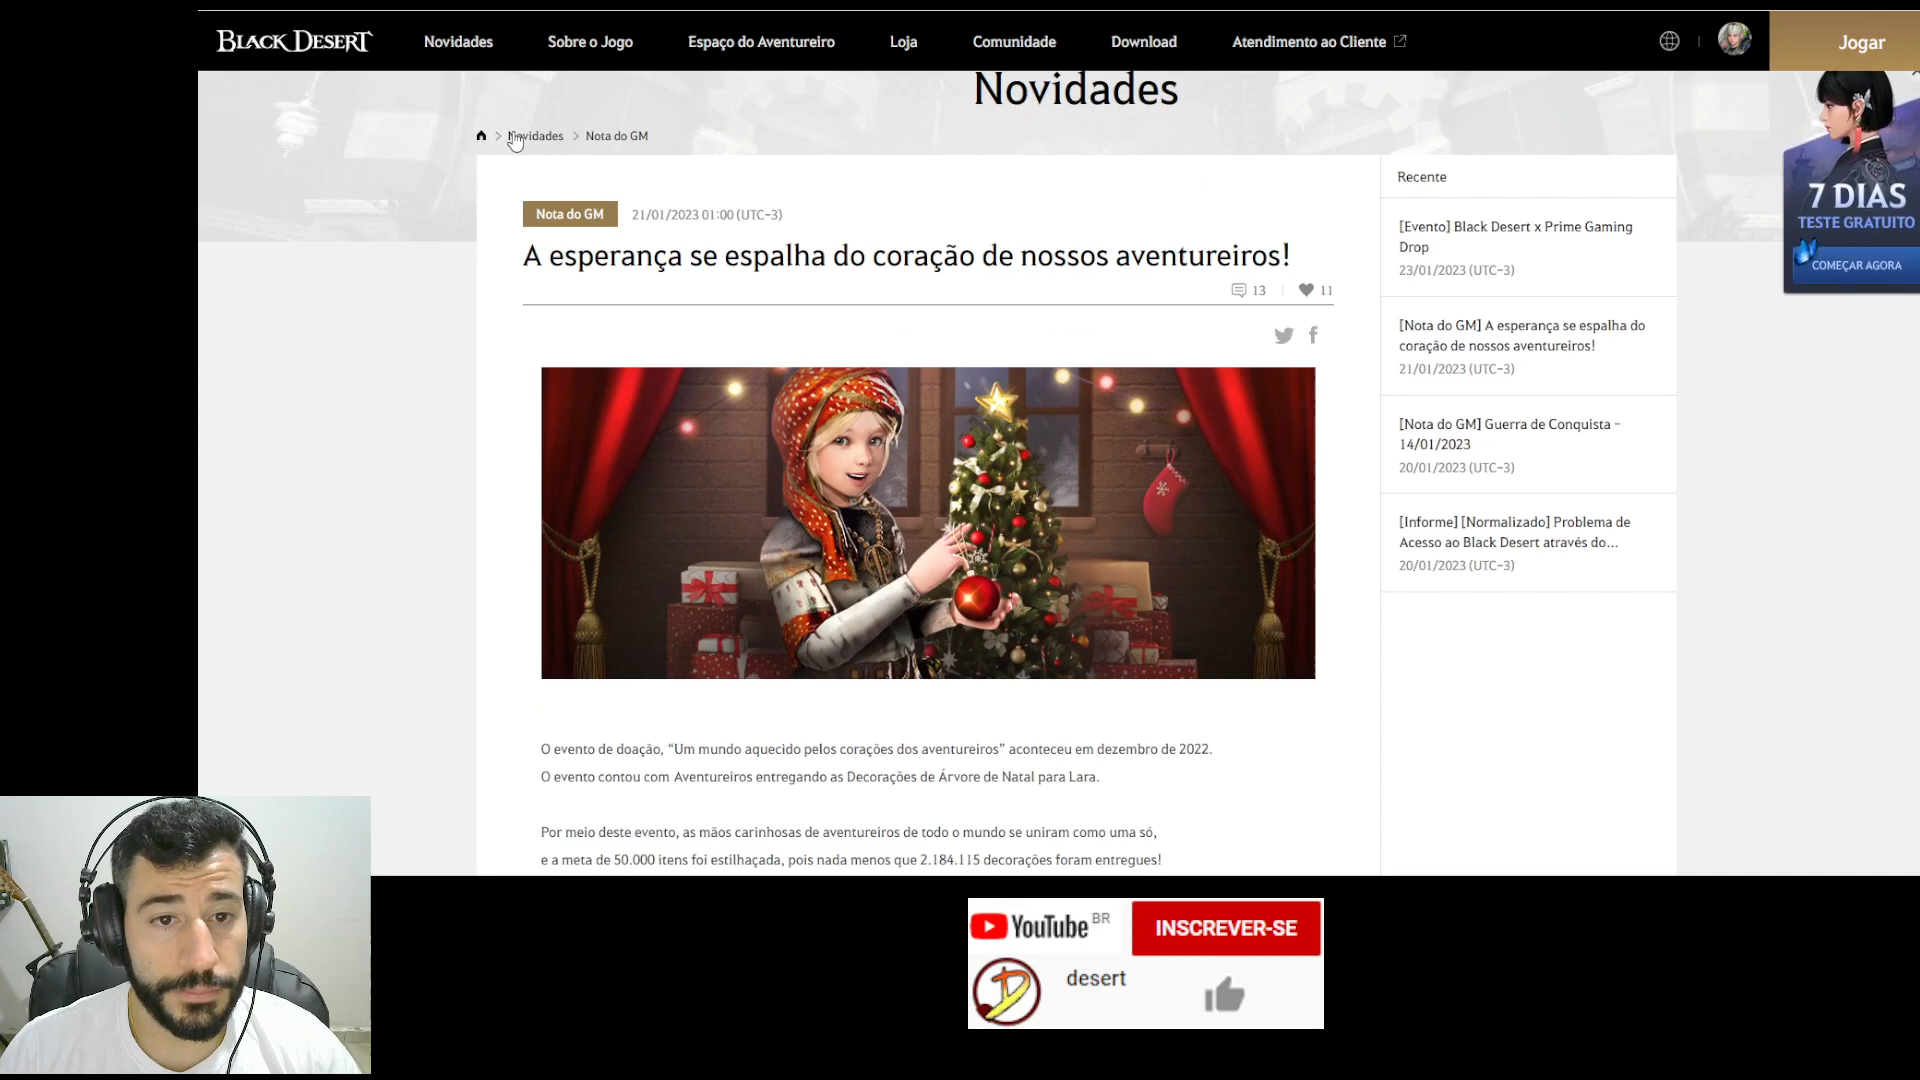 BLACK DESERT
Novidades
Sobre o Jogo
Espaço do Aventureiro
Loja
Comunidade
Download
Atendimento ao Cliente
Jogar
Novidades
> Novidades > Nota do GM
Nota do GM 21/01/2023 01:00 (UTC-3)
A esperança se espalha do coração de nossos aventureiros!
13 | 11
O evento de doação, “Um mundo aquecido pelos corações dos aventureiros” aconteceu em dezembro de 2022.
O evento contou com Aventureiros entregando as Decorações de Árvore de Natal para Lara.
Por meio deste evento, as mãos carinhosas de aventureiros de todo o mundo se uniram como uma só,
e a meta de 50.000 itens foi estilhaçada, pois nada menos que 2.184.115 decorações foram entregues!
Recente
[Evento] Black Desert x Prime Gaming
Drop
23/01/2023 (UTC-3)
[Nota do GM] A esperança se espalha do
coração de nossos aventureiros!
21/01/2023 (UTC-3)
[Nota do GM] Guerra de Conquista -
14/01/2023
20/01/2023 (UTC-3)
[Informe] [Normalizado] Problema de
Acesso ao Black Desert através do...
20/01/2023 (UTC-3)
7 DIAS
TESTE GRATUITO
COMEÇAR AGORA
YouTube BR
INSCREVER-SE
desert